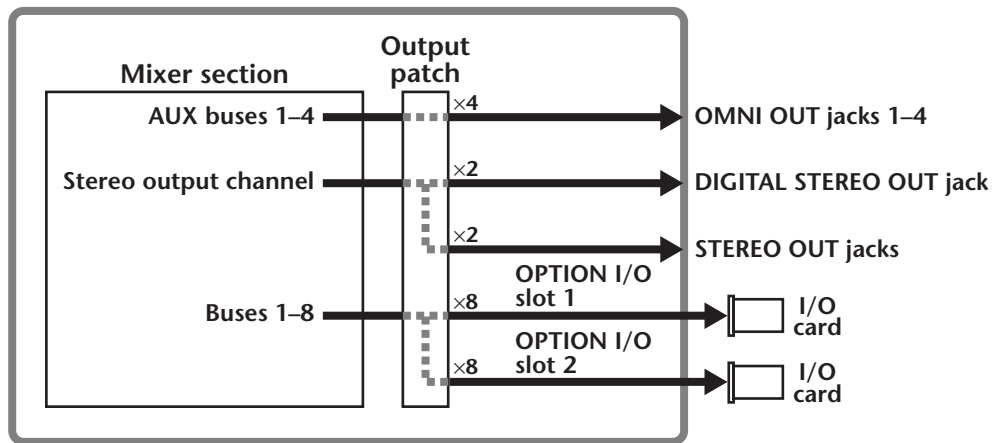 Output
patch
Mixer section
AUX buses 1–4
×4
OMNI OUT jacks 1–4
Stereo output channel
×2
DIGITAL STEREO OUT jack
×2
STEREO OUT jacks
OPTION I/O
slot 1
Buses 1–8
×8
I/O
card
OPTION I/O
slot 2
×8
I/O
card